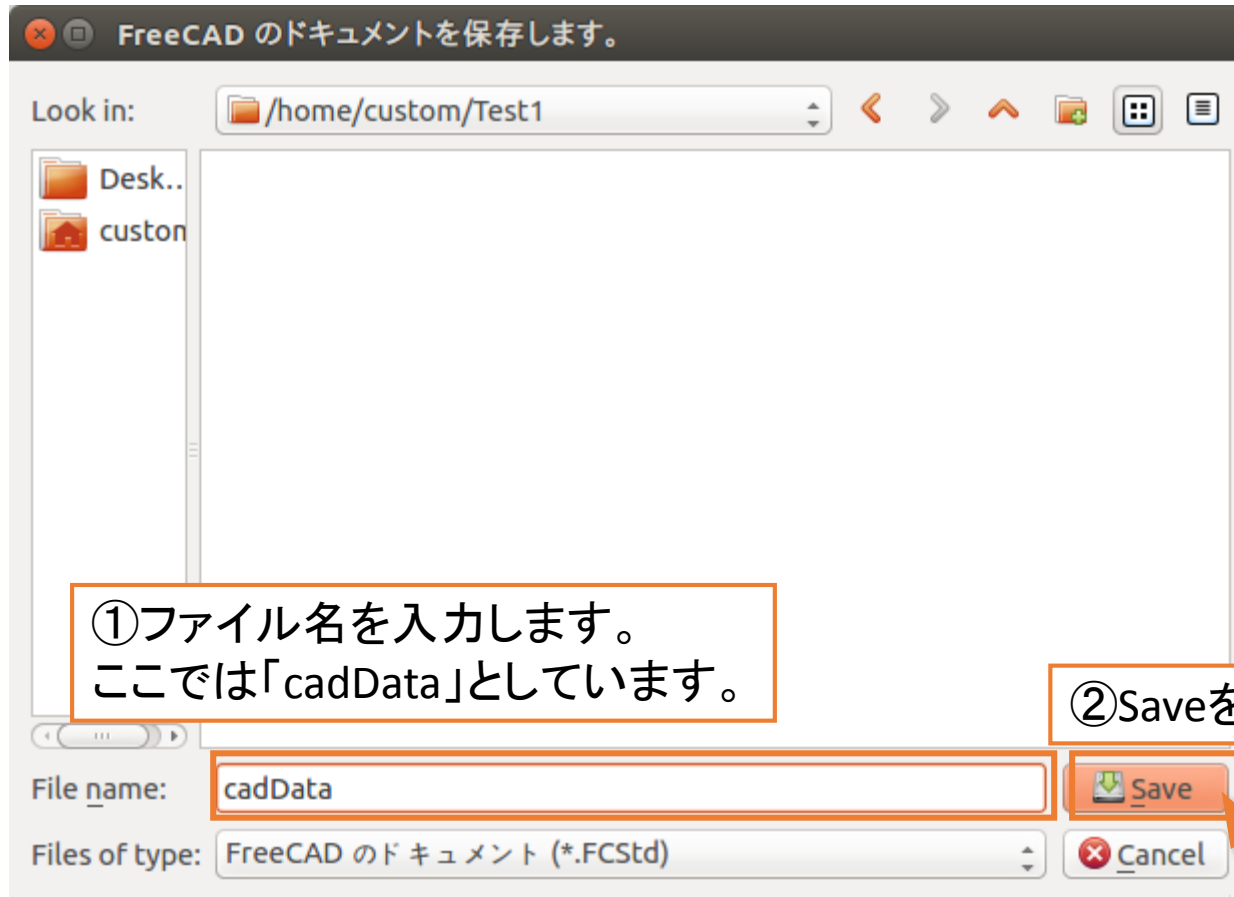 FreeCAD のドキュメントを保存します。
Look in:
/home/custom/Test1
Desk..
custon
①ファイル名を入力します。
ここでは「cadData」としています。
②Saveを
File name:
cadData
Save
Files of type:
FreeCAD のドキュメント (*.FCStd)
Cancel